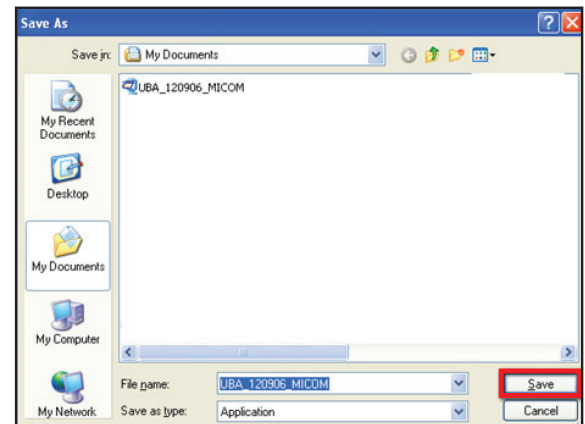 Save As
Save in: My Documents
UBA_120906_MICOM
My Recent
Documents
Desktop
My Documents
My Computer
My Network
File name: UBA_120906_MICOM Save
Save as type: Application Cancel